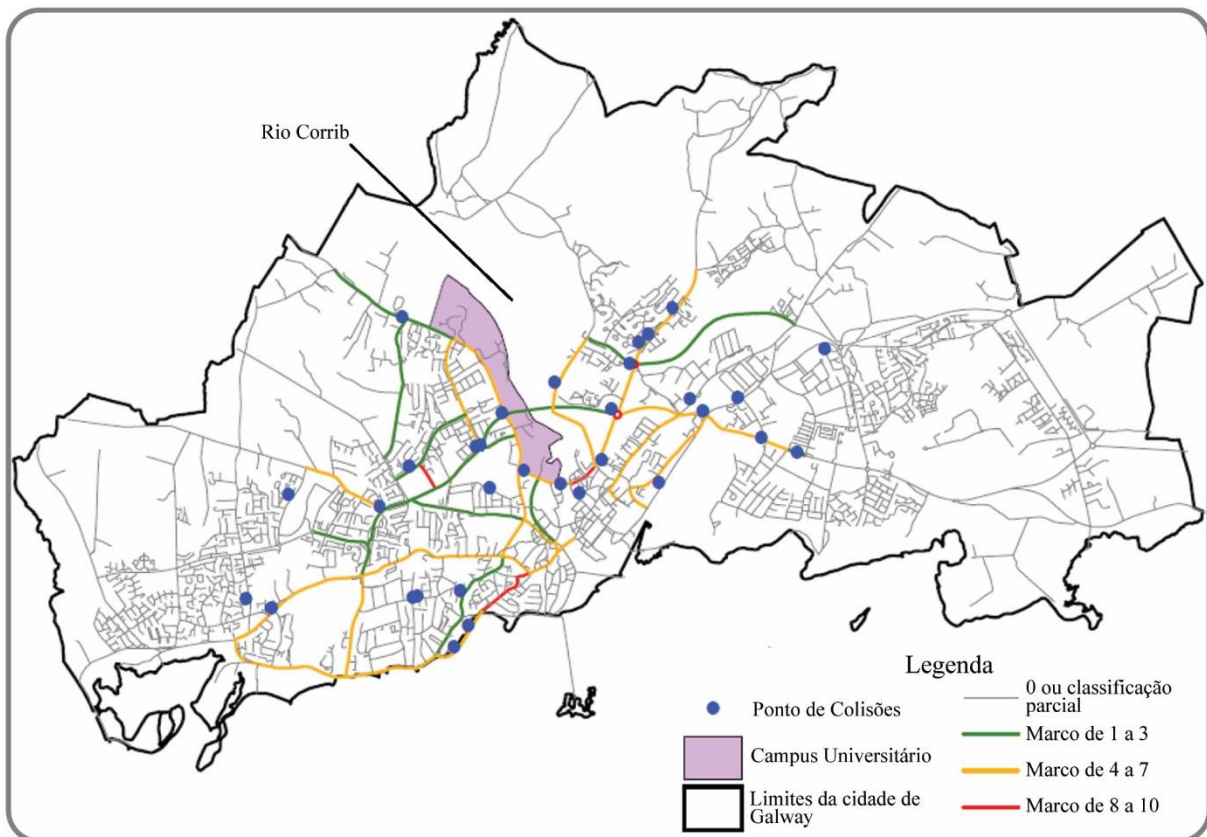 Rio Corrib
Legenda
Ponto de Colisões
Campus Universitário
Limites da cidade de
Galway
0 ou classificação
parcial
Marco de 1 a 3
Marco de 4 a 7
Marco de 8 a 10